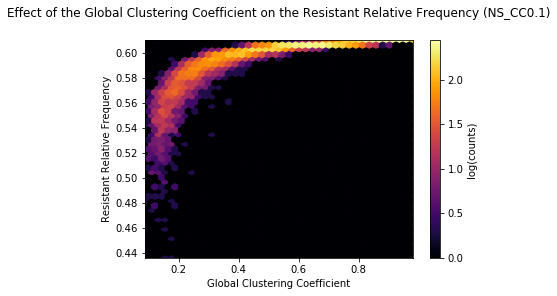 Effect of the Global Clustering Coefficient on the Resistant Relative Frequency (NS_CC0.1)
Resistant Relative Frequency
0.60
0.58
0.56
0.54
0.52
0.50
0.48
0.46
0.44
0.2 0.4 0.6 0.8
Global Clustering Coefficient
2.0
1.5
1.0
0.5
0.0
log(counts)